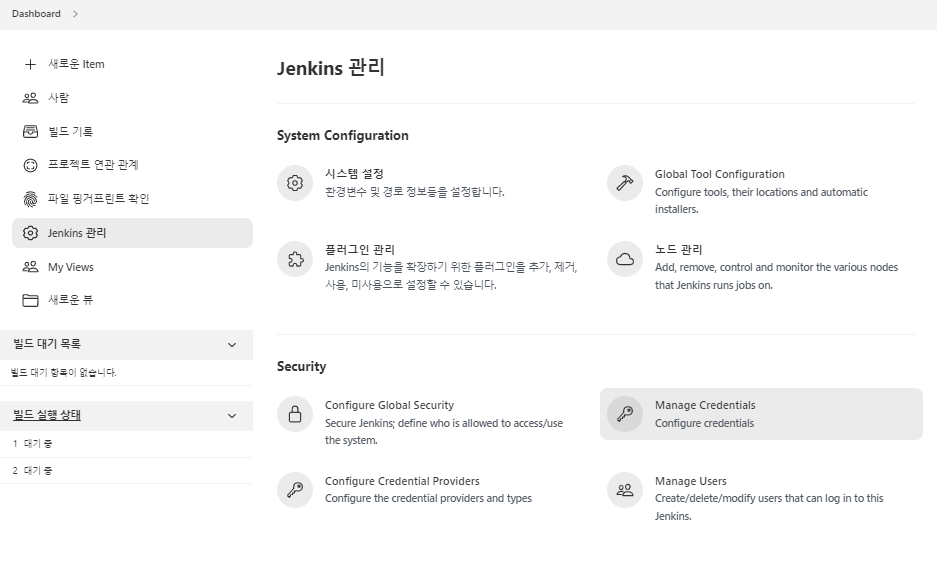 Dashboard
새로운 Item
사람
빌드 기록
프로젝트 연관 관계
파일 핑거프린트 확인
Jenkins 관리
My Views
새로운 뷰
빌드 대기 목록
빌드 대기 항목이 없습니다.
빌드 실행 상태
1 대기 중
2 대기 중
Jenkins 관리
System Configuration
시스템 설정
환경변수 및 경로 정보등을 설정합니다.
Global Tool Configuration
Configure tools, their locations and automatic
installers.
플러그인 관리
Jenkins의 기능을 확장하기 위한 플러그인을 추가, 제거,
사용, 미사용으로 설정할 수 있습니다.
노드 관리
Add, remove, control and monitor the various nodes
that Jenkins runs jobs on.
Security
Configure Global Security
Secure Jenkins; define who is allowed to access/use
the system.
Manage Credentials
Configure credentials
Configure Credential Providers
Configure the credential providers and types
Manage Users
Create/delete/modify users that can log in to this
Jenkins.